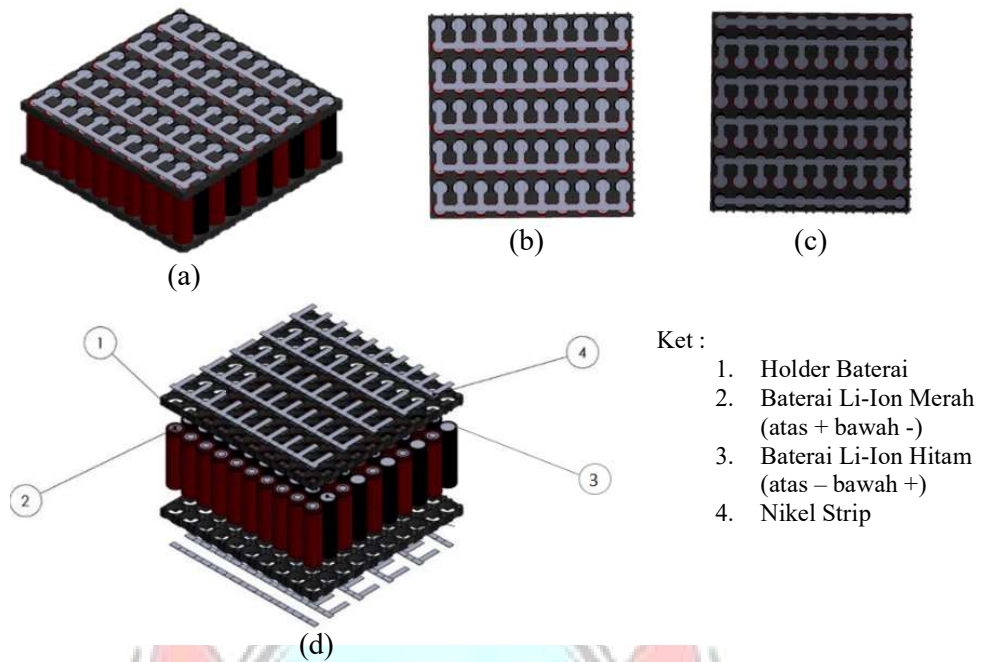 (a)
(b)
(c)
1
4
2
3
(d)
Ket :
1. Holder Baterai
2. Baterai Li-Ion Merah
(atas + bawah -)
3. Baterai Li-Ion Hitam
(atas – bawah +)
4. Nikel Strip